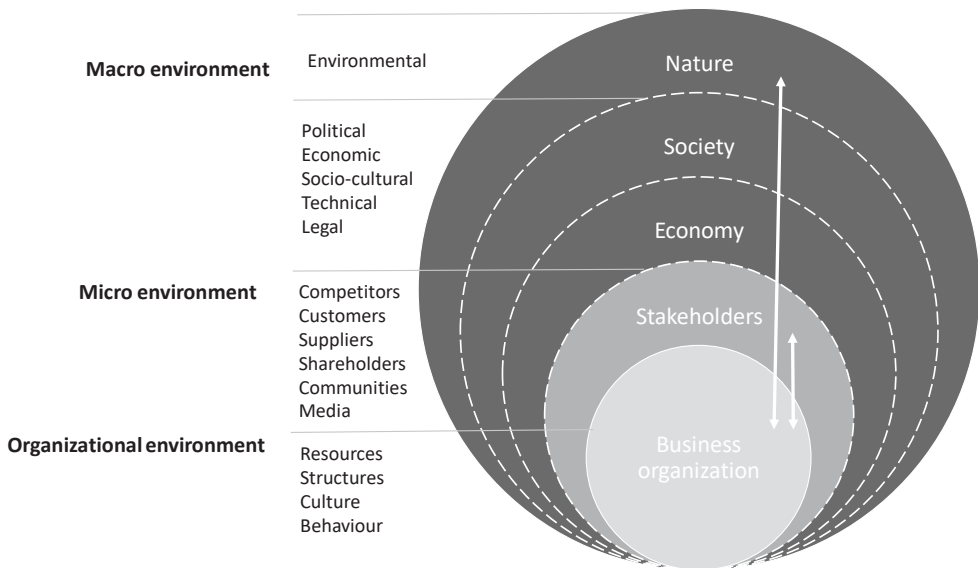 Macro environment
Environmental
Nature
Political
Economic
Socio-cultural
Technical
Legal
Society
Economy
Micro environment
Competitors
Customers
Suppliers
Shareholders
Communities
Media
Stakeholders
Organizational environment
Resources
Structures
Culture
Behaviour
Business
organization